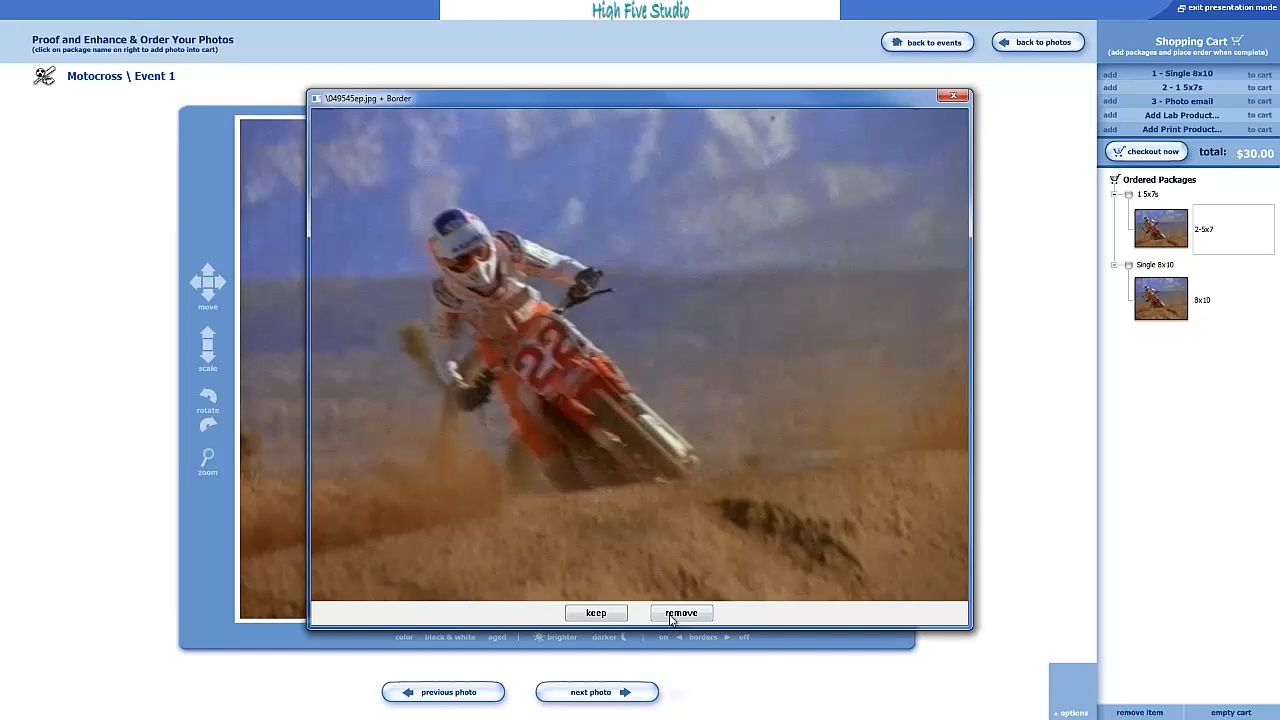 High Five Studio
exit presentation mode
Proof and Enhance & Order Your Photos
(click on package name on right to add photo into cart)
back to events
back to photos
Shopping Cart
(add packages and place order when complete)
Motocross \ Event 1
add 1 - Single 8x10 to cart
add 2 - 1 5x7s to cart
add 3 - Photo email to cart
add Add Lab Product... to cart
add Add Print Product... to cart
checkout now total: $30.00
\049545ep.jpg + Border
Ordered Packages
1 5x7s
2-5x7
Single 8x10
8x10
move
scale
rotate
zoom
22
keep remove
color black & white aged | brighter darker | on borders off
previous photo next photo
options remove item empty cart